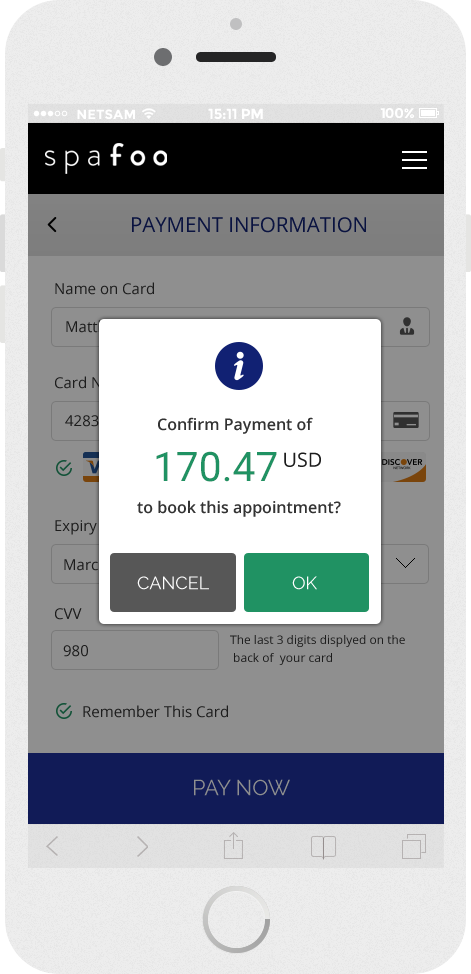 NETSAM 15:11 PM 100%
spafoo
PAYMENT INFORMATION
Name on Card
Matt
Card N
4283
DISCOVER
NETWORK
Confirm Payment of
170.47 USD
to book this appointment?
CANCEL OK
Expiry
Marc
CVV
980
The last 3 digits displyed on the
back of your card
Remember This Card
PAY NOW